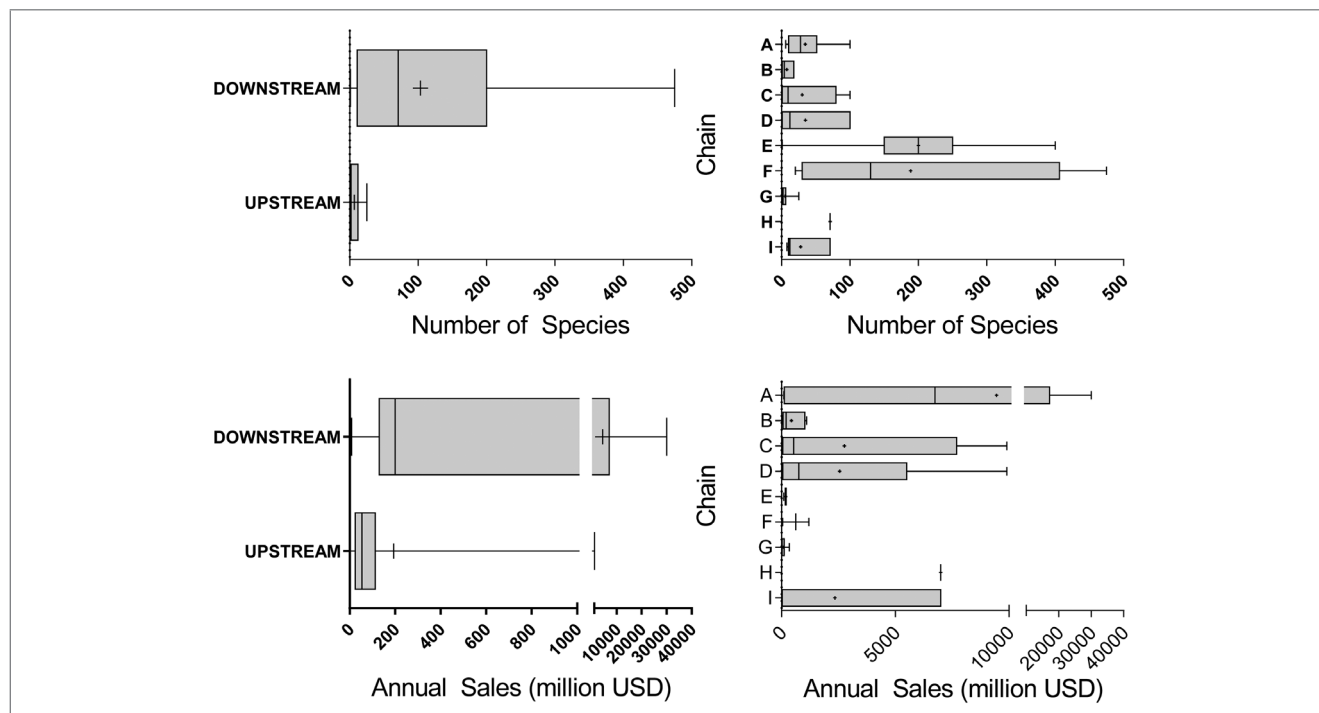 DOWNSTREAM
UPSTREAM
0 100 200 300 400 500
Number of Species
Chain
A
B
C
D
E
F
G
H
I
0 100 200 300 400 500
Number of Species
DOWNSTREAM
UPSTREAM
0 200 400 600 800 1000 10000 20000 30000 40000
Annual Sales (million USD)
Chain
A
B
C
D
E
F
G
H
I
0 5000 10000 20000 30000 40000
Annual Sales (million USD)